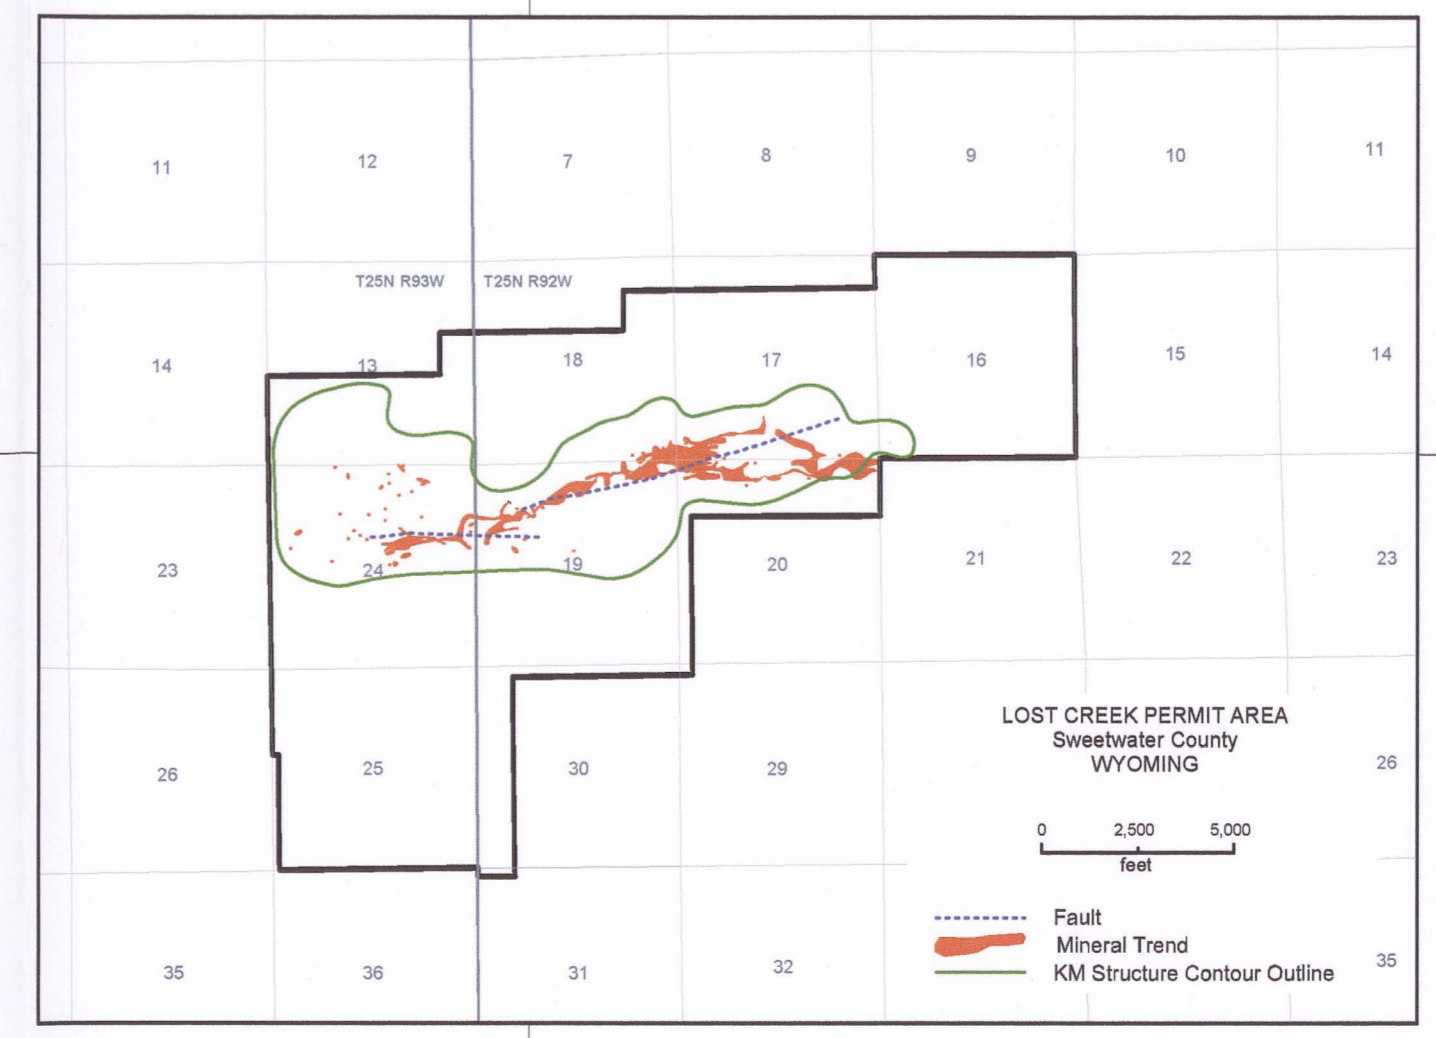 11 12 7 8 9 10 11
T25N R93W T25N R92W
14 13 18 17 16 15 14
23 24 19 20 21 22 23
LOST CREEK PERMIT AREA
Sweetwater County
WYOMING
26 25 30 29 26
0 2,500 5,000
feet
Fault
Mineral Trend
KM Structure Contour Outline
35 36 31 32 35